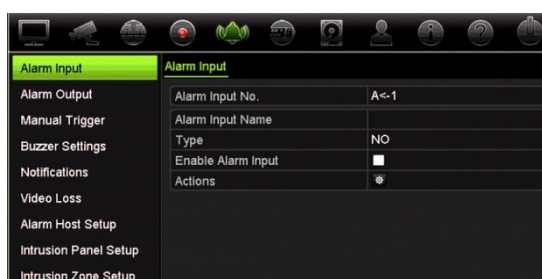 Alarm Input
Alarm Output
Manual Trigger
Buzzer Settings
Notifications
Video Loss
Alarm Host Setup
Intrusion Panel Setup
Intrusion Zone Setup
Alarm Input
Alarm Input No. A<-1
Alarm Input Name
Type NO
Enable Alarm Input
Actions